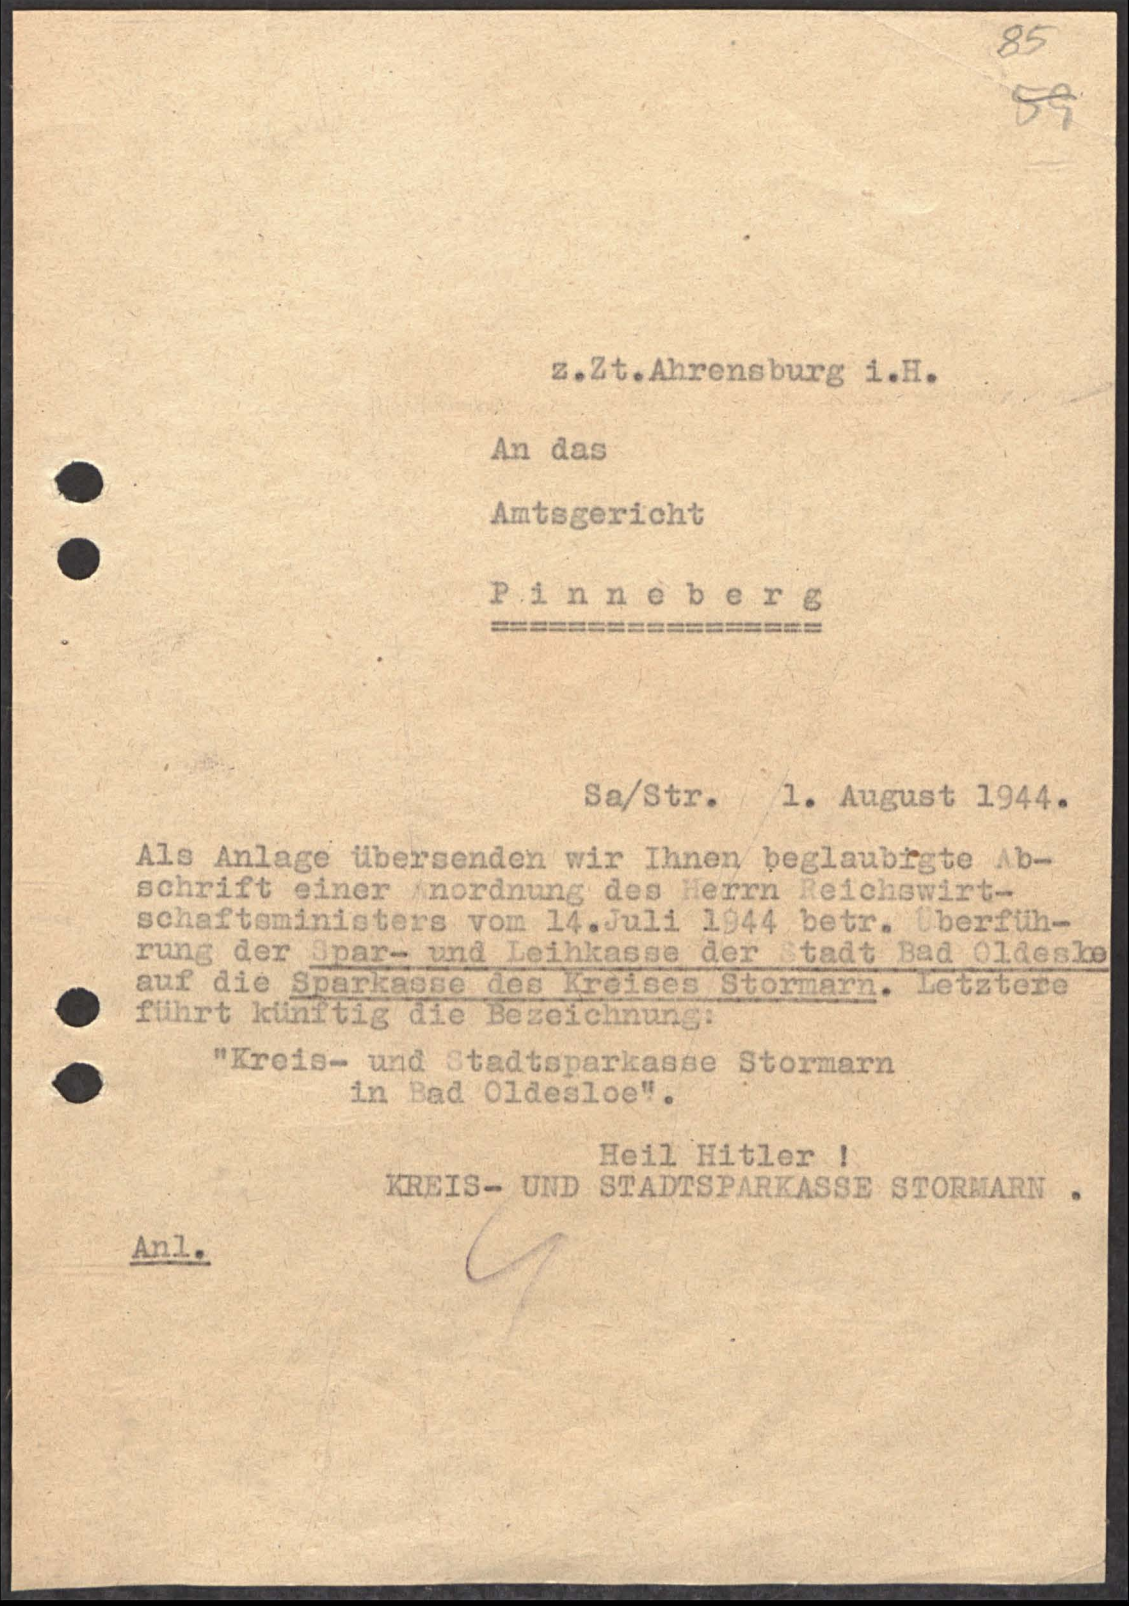 85
59
z.Zt.Ahrensburg i.H.
An das
Amtsgericht
P i n n e b e r g
=================
Sa/Str. 1. August 1944.
Als Anlage übersenden wir Ihnen beglaubigte Ab-
schrift einer Anordnung des Herrn Reichswirt-
schaftsministers vom 14.Juli 1944 betr. Überfüh-
rung der Spar- und Leihkasse der Stadt Bad Oldesloe
auf die Sparkasse des Kreises Stormarn. Letztere
führt künftig die Bezeichnung:
"Kreis- und Stadtsparkasse Stormarn
in Bad Oldesloe".
Heil Hitler !
KREIS- UND STADTSPARKASSE STORMARN .
Anl.